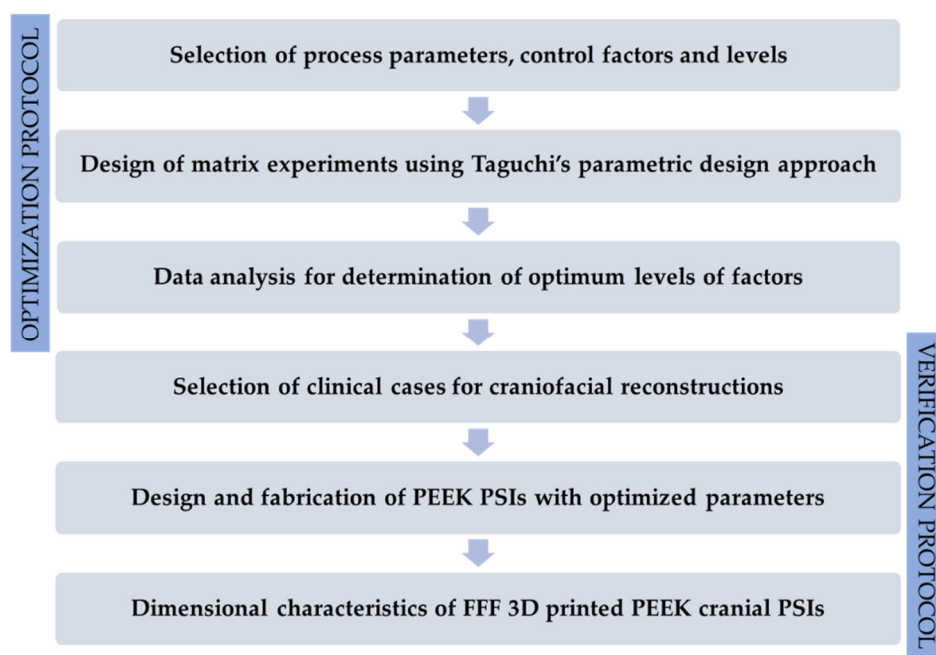 OPTIMIZATION PROTOCOL
Selection of process parameters, control factors and levels
Design of matrix experiments using Taguchi's parametric design approach
Data analysis for determination of optimum levels of factors
Selection of clinical cases for craniofacial reconstructions
Design and fabrication of PEEK PSIs with optimized parameters
Dimensional characteristics of FFF 3D printed PEEK cranial PSIs
VERIFICATION PROTOCOL